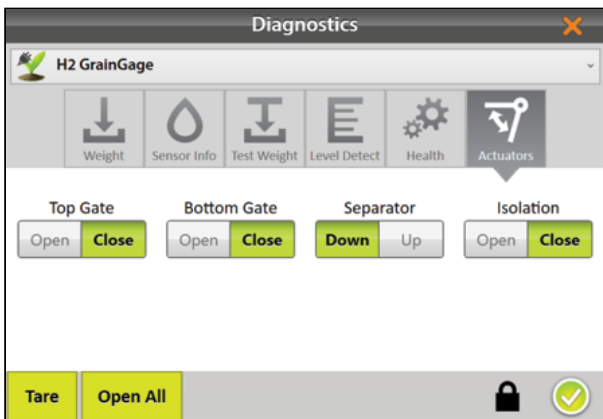 Diagnostics
H2 GrainGage
Weight Sensor Info Test Weight Level Detect Health Actuators
Top Gate Bottom Gate Separator Isolation
Open Close Open Close Down Up Open Close
Tare Open All